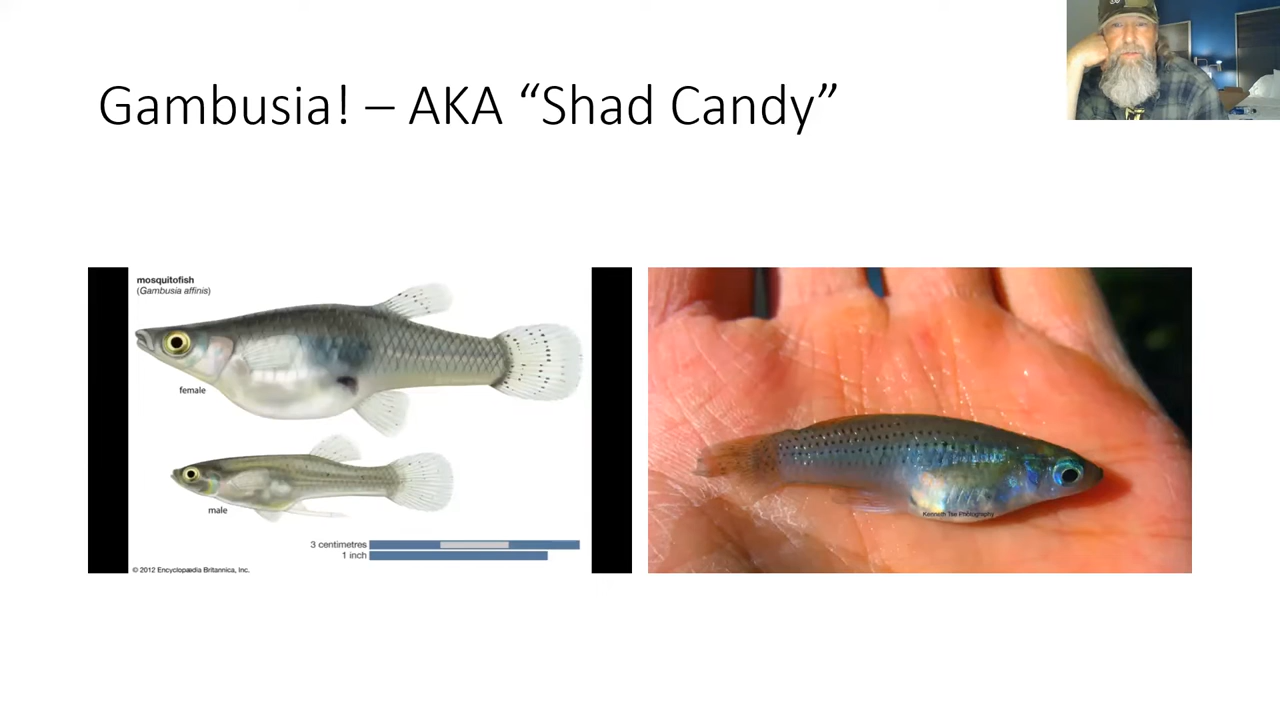 Gambusia! – AKA “Shad Candy”
mosquitofish
(Gambusia affinis)
female
male
3 centimetres
1 inch
© 2012 Encyclopædia Britannica, Inc.
Kenneth Tse Photography